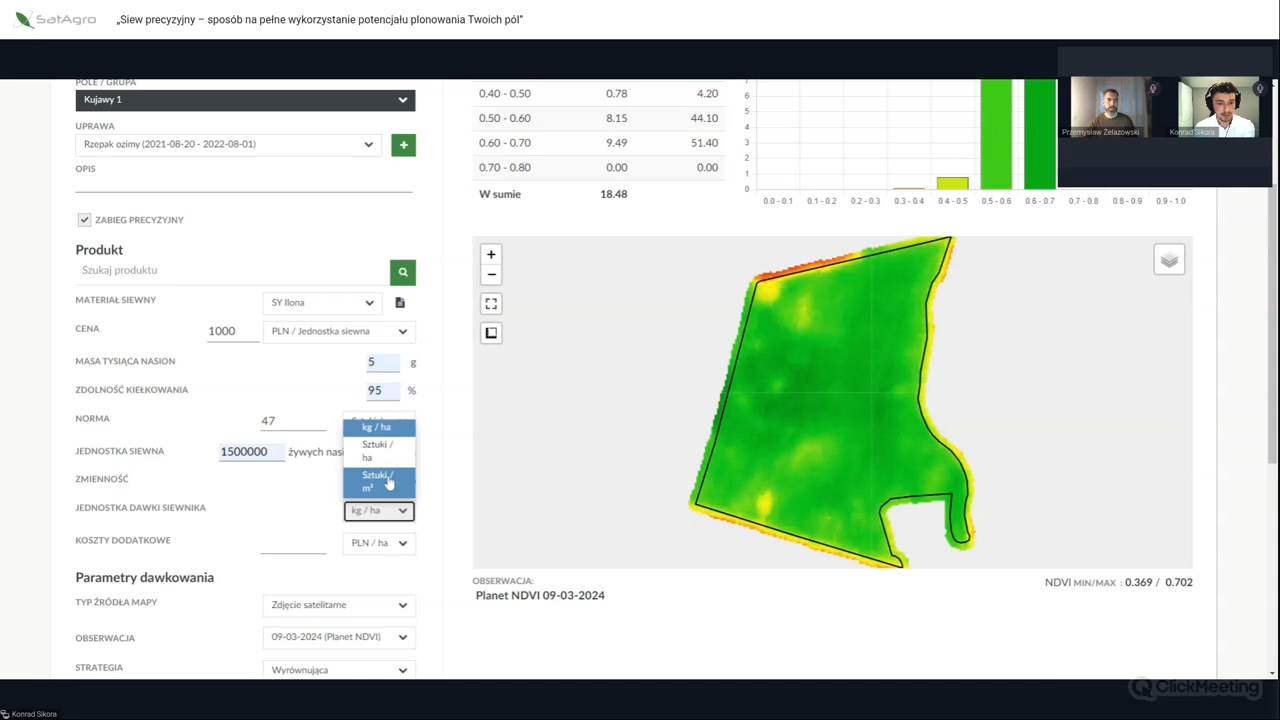 SatAgro
„Siew precyzyjny – sposób na pełne wykorzystanie potencjału plonowania Twoich pól”
POLE / GRUPA
Kujawy 1
UPRAWA
Rzepak ozimy (2021-08-20 - 2022-08-01)
+
OPIS
ZABIEG PRECYZYJNY
Produkt
Szukaj produktu
MATERIAŁ SIEWNY
SY Ilona
CENA
1000
PLN / Jednostka siewna
MASA TYSIĄCA NASION
5
g
ZDOLNOŚĆ KIEŁKOWANIA
95
%
NORMA
47
kg / ha
Sztuki /
ha
Sztuki /
m²
JEDNOSTKA SIEWNA
1500000
żywych nasi
ZMIENNOŚĆ
JEDNOSTKA DAWKI SIEWNIKA
kg / ha
KOSZTY DODATKOWE
PLN / ha
Parametry dawkowania
TYP ŹRÓDŁA MAPY
Zdjęcie satelitarne
OBSERWACJA
09-03-2024 (Planet NDVI)
STRATEGIA
Wyrównująca
0.40 - 0.50 0.78 4.20
0.50 - 0.60 8.15 44.10
0.60 - 0.70 9.49 51.40
0.70 - 0.80 0.00 0.00
W sumie 18.48
7
6
5
4
3
2
1
0
0.0 - 0.1 0.1 - 0.2 0.2 - 0.3 0.3 - 0.4 0.4 - 0.5 0.5 - 0.6 0.6 - 0.7 0.7 - 0.8 0.8 - 0.9 0.9 - 1.0
Przemysław Żelazowski
Konrad Sikora
+
−
OBSERWACJA:
Planet NDVI 09-03-2024
NDVI MIN/MAX : 0.369 / 0.702
ClickMeeting
Konrad Sikora